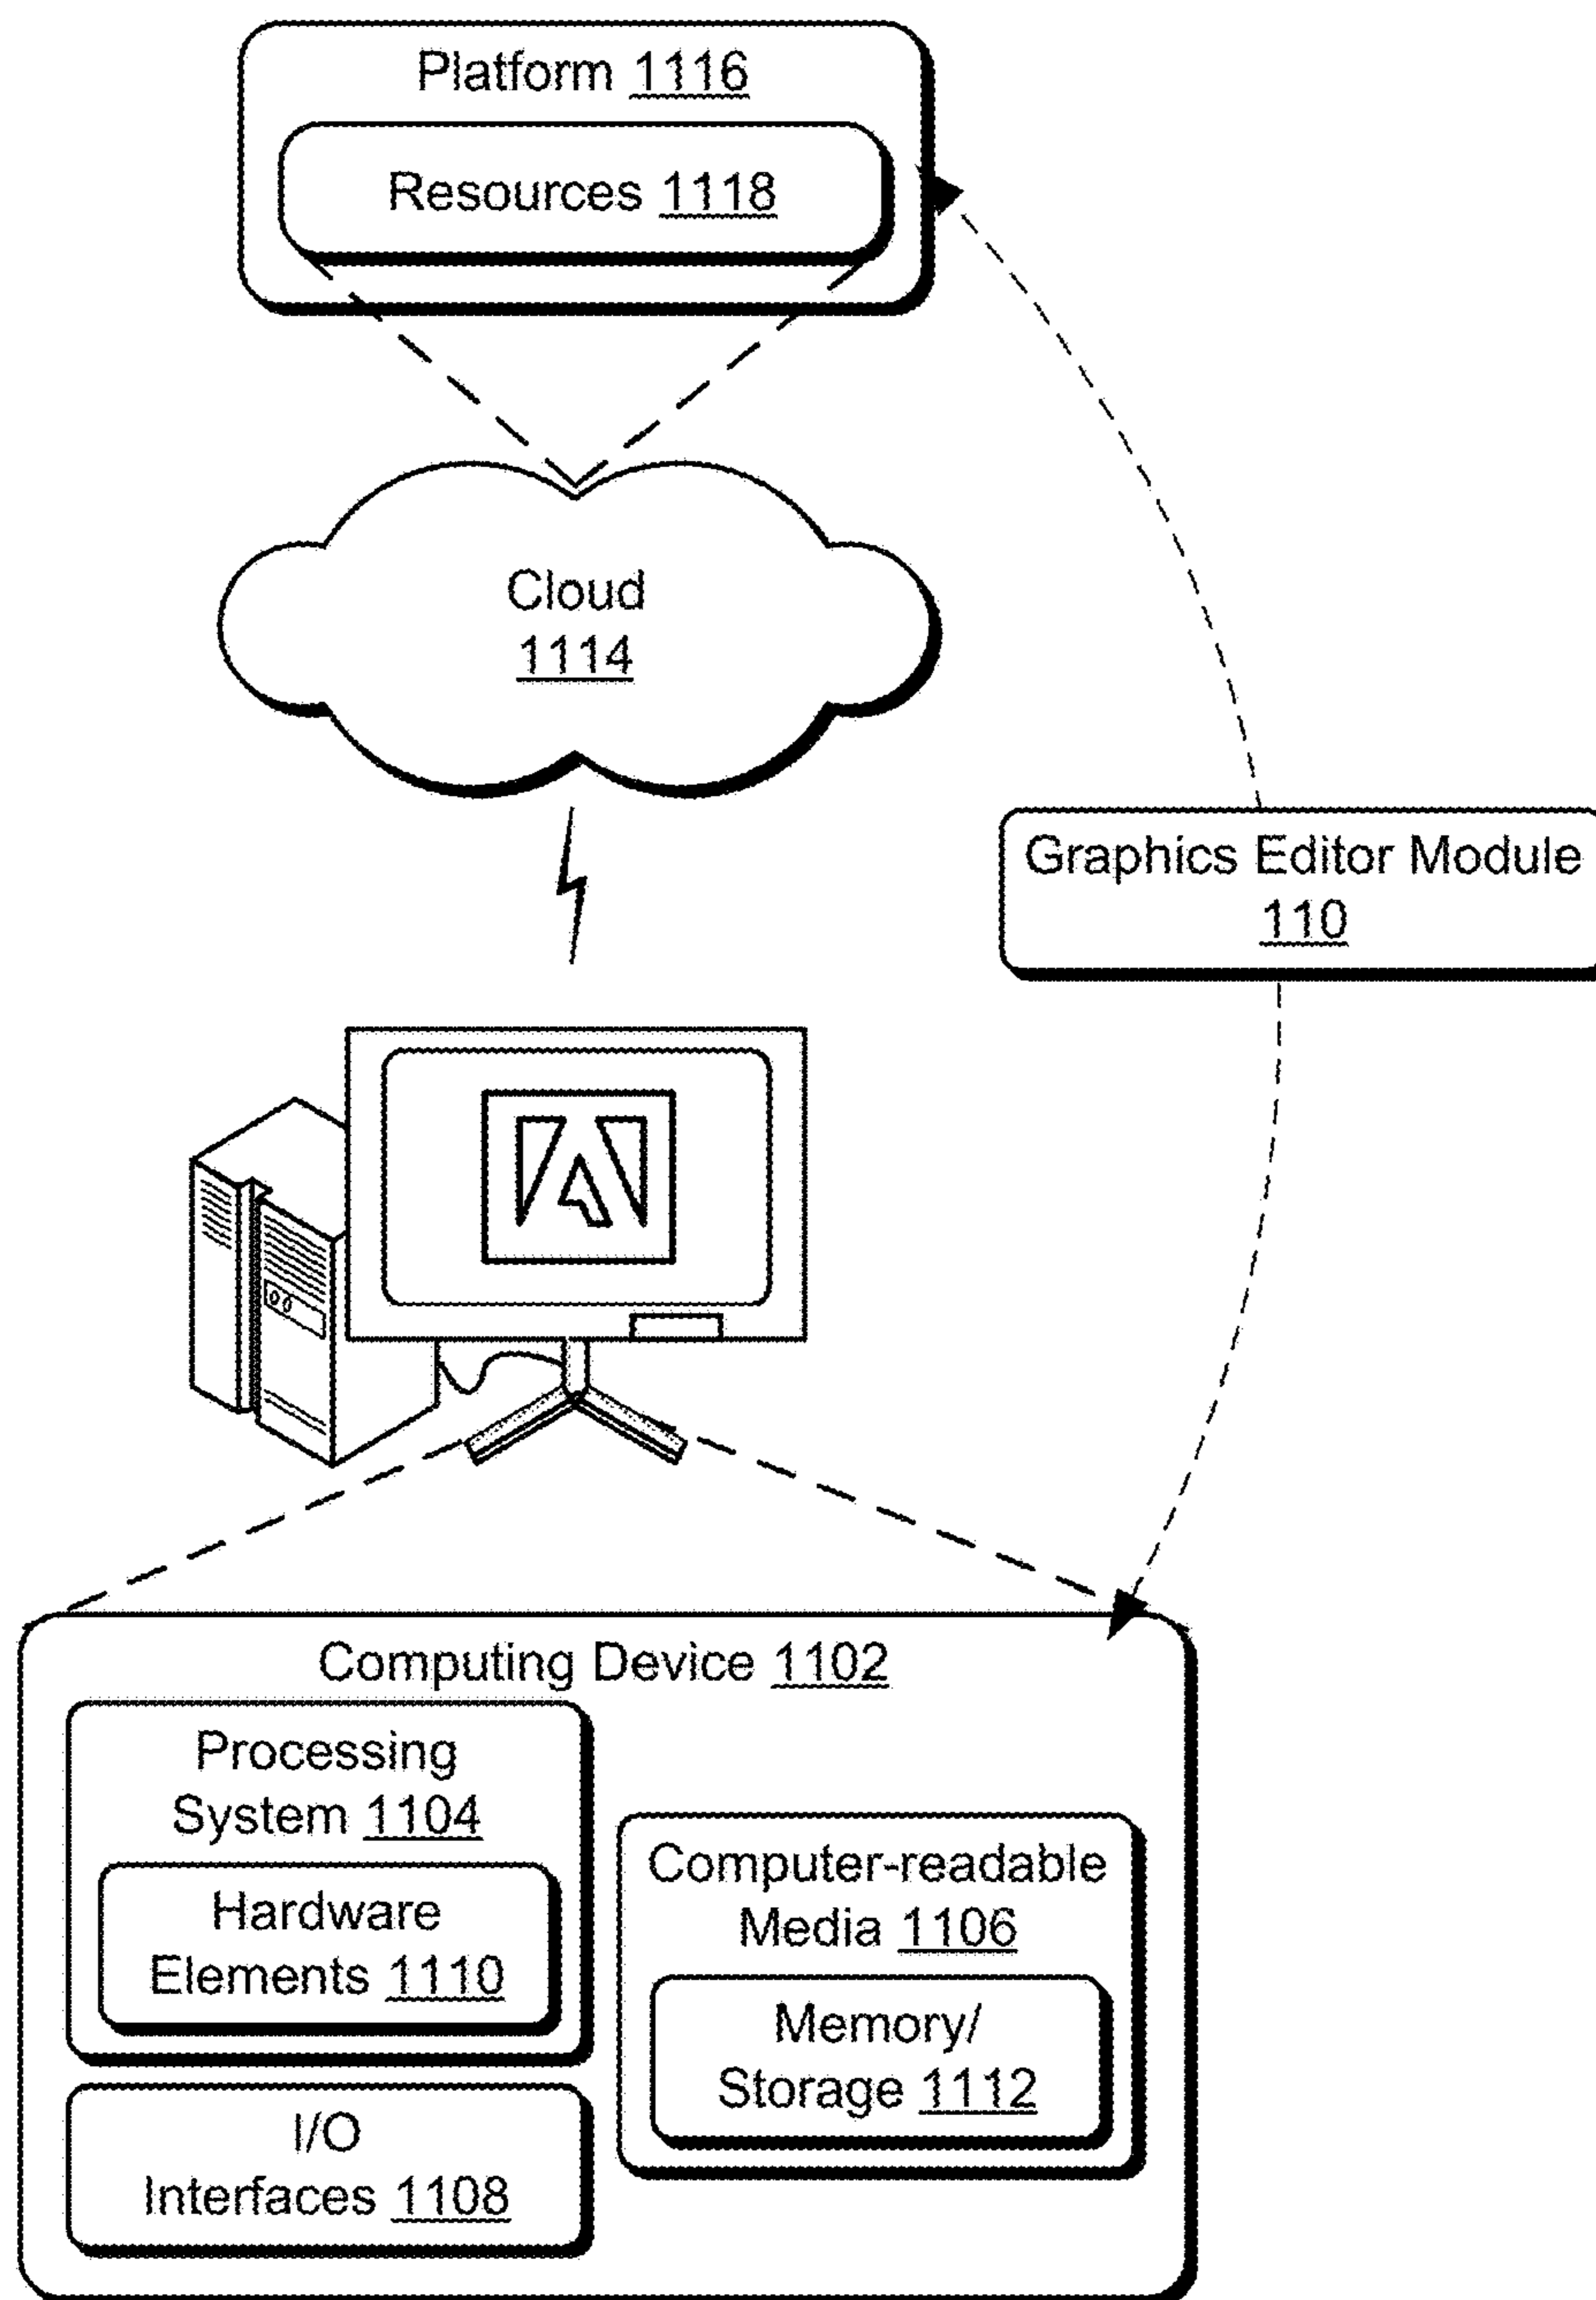 Platform 1116
Resources 1118
Cloud
1114
Graphics Editor Module
110
Computing Device 1102
Processing
System 1104
Hardware
Elements 1110
I/O
Interfaces 1108
Computer-readable
Media 1106
Memory/
Storage 1112